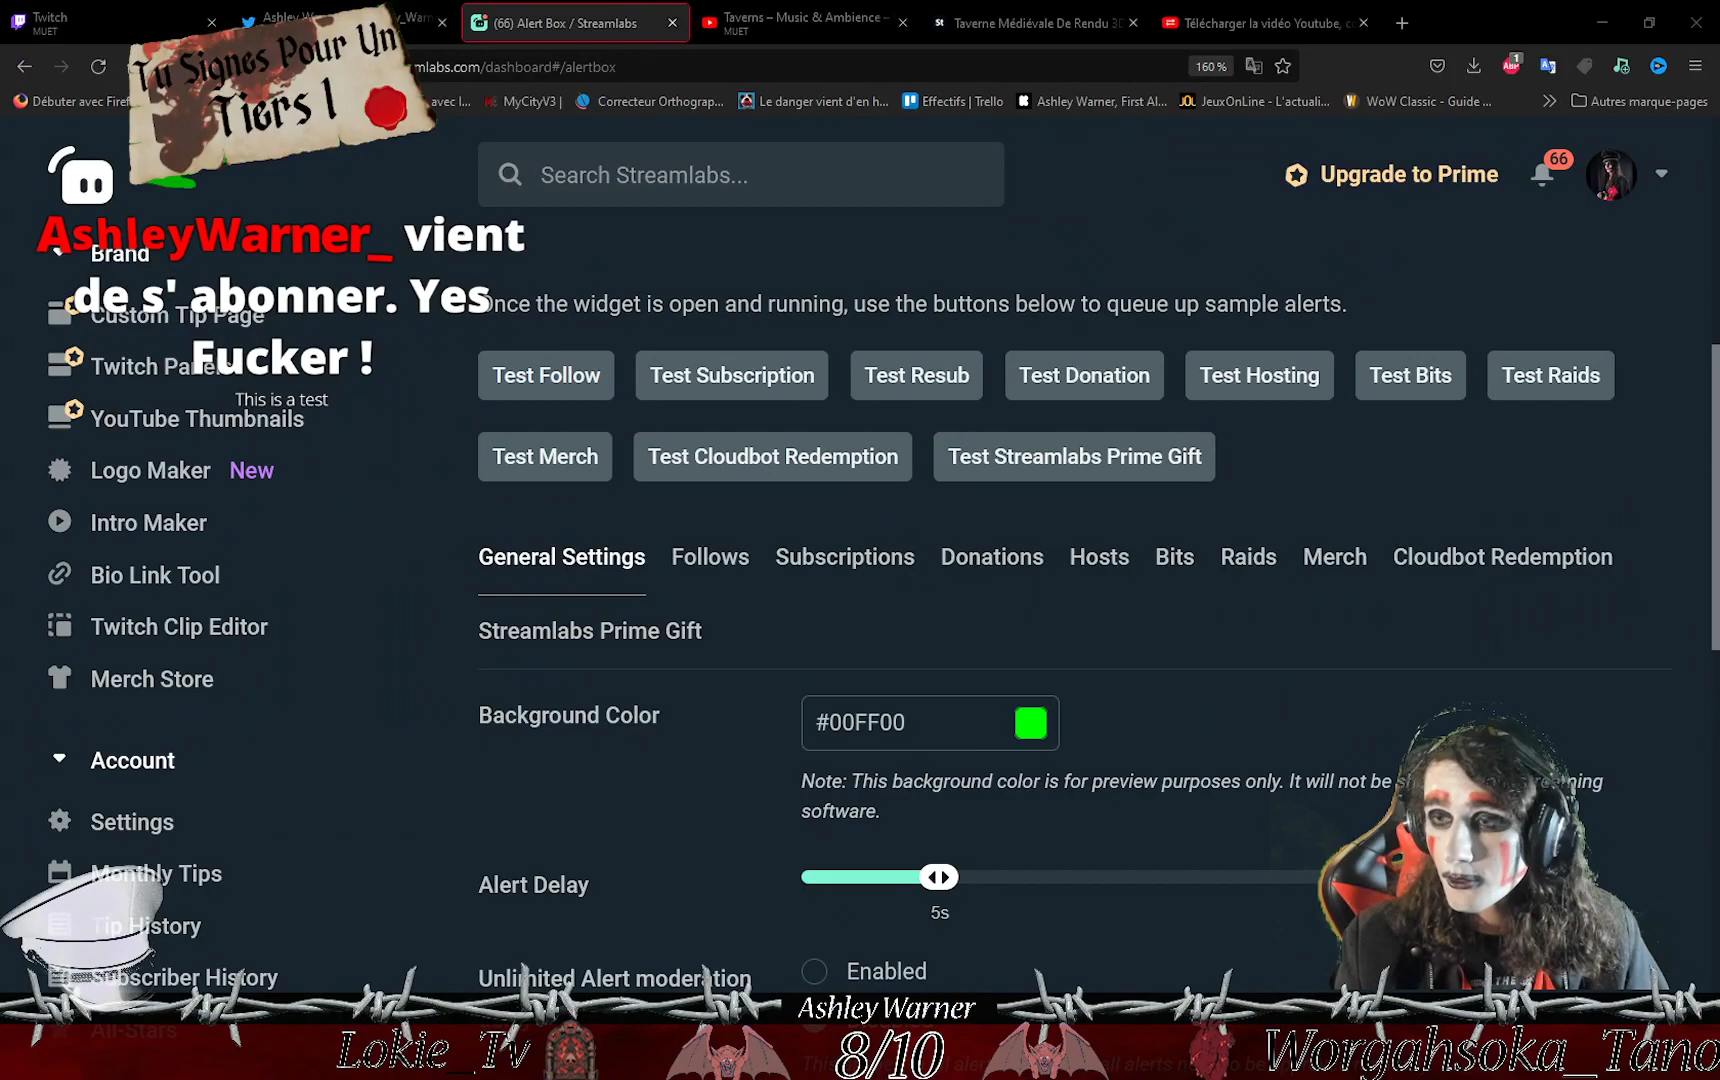 Twitch
MUET
Ashley W
_Warn
(66) Alert Box / Streamlabs
Taverns – Music & Ambience –
MUET
Taverne Médiévale De Rendu 3D
Télécharger la vidéo Youtube, co
mlabs.com/dashboard#/alertbox
160 %
1
Débuter avec Firef
avec l...
MyCityV3 |
Correcteur Orthograp...
Le danger vient d'en h...
Effectifs | Trello
Ashley Warner, First Al...
JeuxOnLine - L'actuali...
WoW Classic - Guide ...
Autres marque-pages
Tu Signes Pour Un
Tiers 1
Search Streamlabs...
Upgrade to Prime
66
AshleyWarner_ vient
de s' abonner. Yes
Fucker !
This is a test
Brand
Custom Tip Page
Twitch Panels
YouTube Thumbnails
Logo Maker New
Intro Maker
Bio Link Tool
Twitch Clip Editor
Merch Store
Account
Settings
Monthly Tips
Tip History
Subscriber History
All-Stars
Once the widget is open and running, use the buttons below to queue up sample alerts.
Test Follow
Test Subscription
Test Resub
Test Donation
Test Hosting
Test Bits
Test Raids
Test Merch
Test Cloudbot Redemption
Test Streamlabs Prime Gift
General Settings
Follows
Subscriptions
Donations
Hosts
Bits
Raids
Merch
Cloudbot Redemption
Streamlabs Prime Gift
Background Color
#00FF00
Note: This background color is for preview purposes only. It will not be
software.
Alert Delay
5s
Unlimited Alert moderation
Enabled
Ashley Warner
Lokie_Tv
8/10
Worgahsoka_Tano